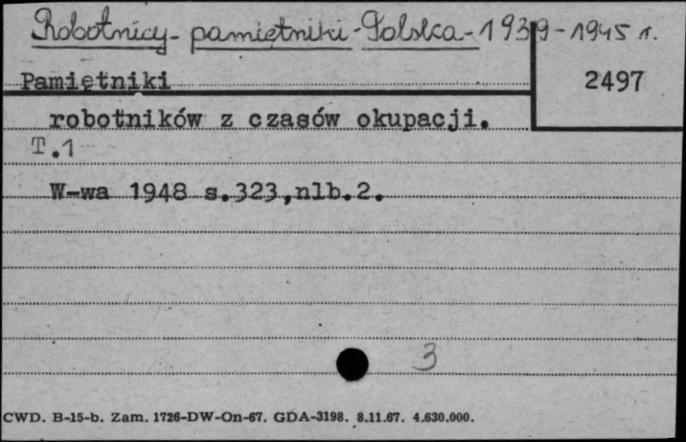 Robotnicy - pamiętniki - Polska - 1939-1945 r.
2497
Pamiętniki
robotników z czasów okupacji.
T.1
W-wa 1948 s.323,nlb.2.
3
CWD. B-15-b. Zam. 1726-DW-On-67. GDA-3198. 8.11.67. 4.630.000.